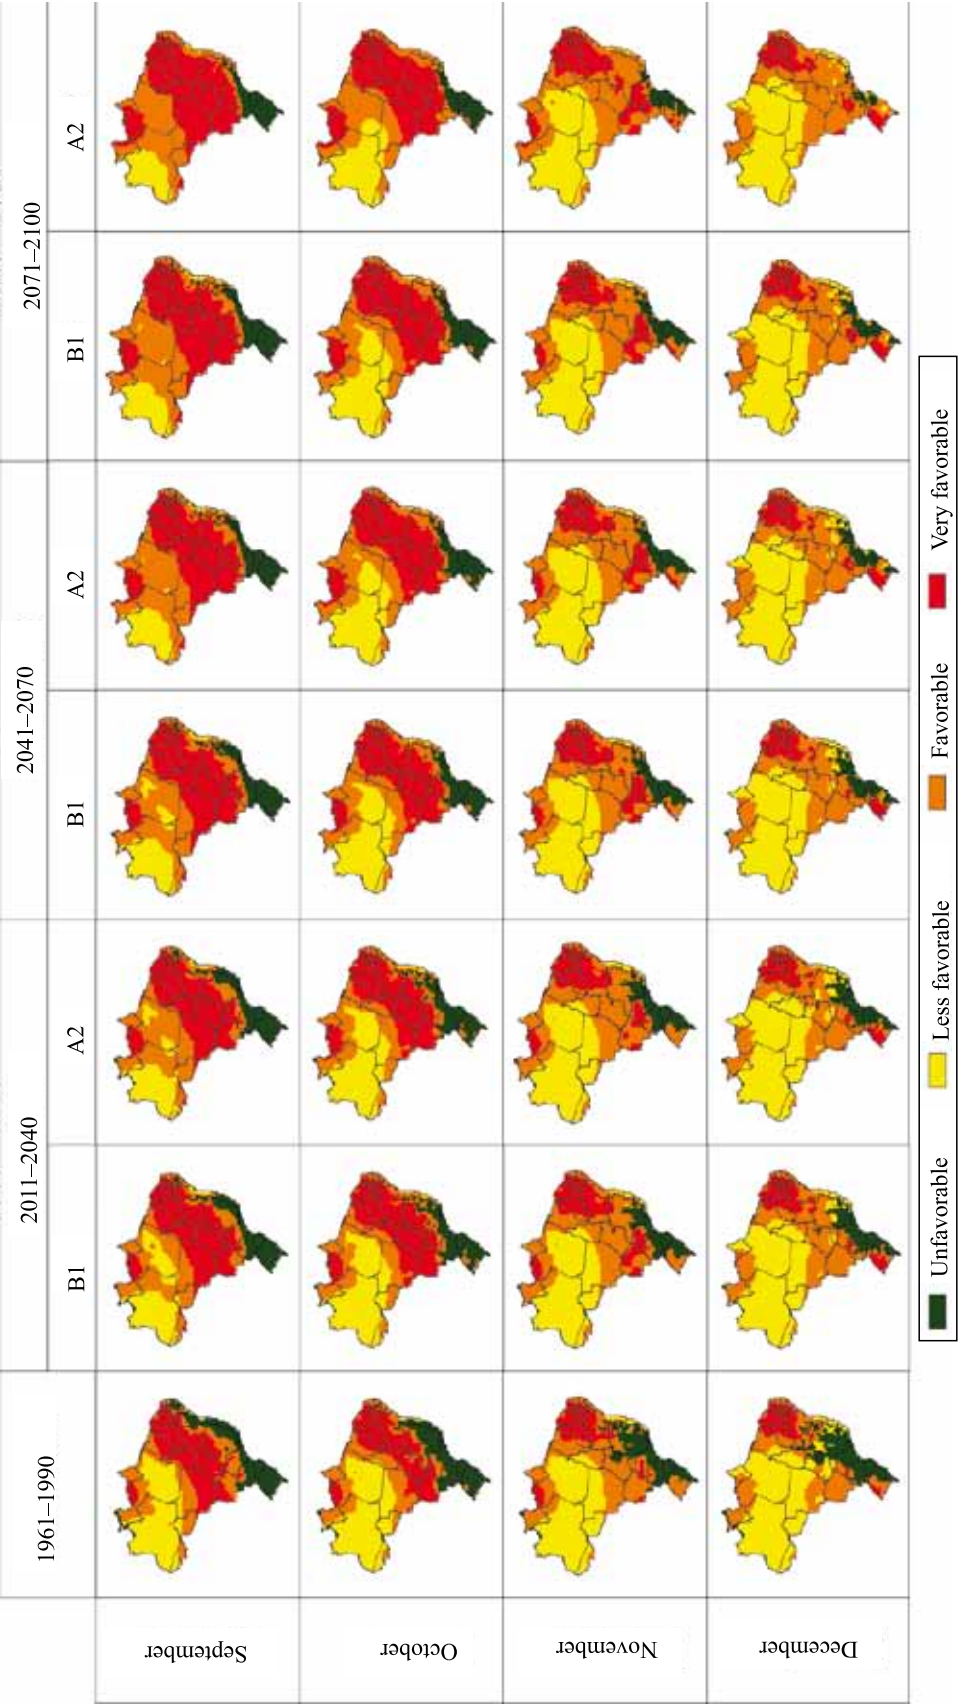 1961–1990
2011–2040
2041–2070
2071–2100
B1
A2
B1
A2
B1
A2
September
October
November
December
Unfavorable
Less favorable
Favorable
Very favorable